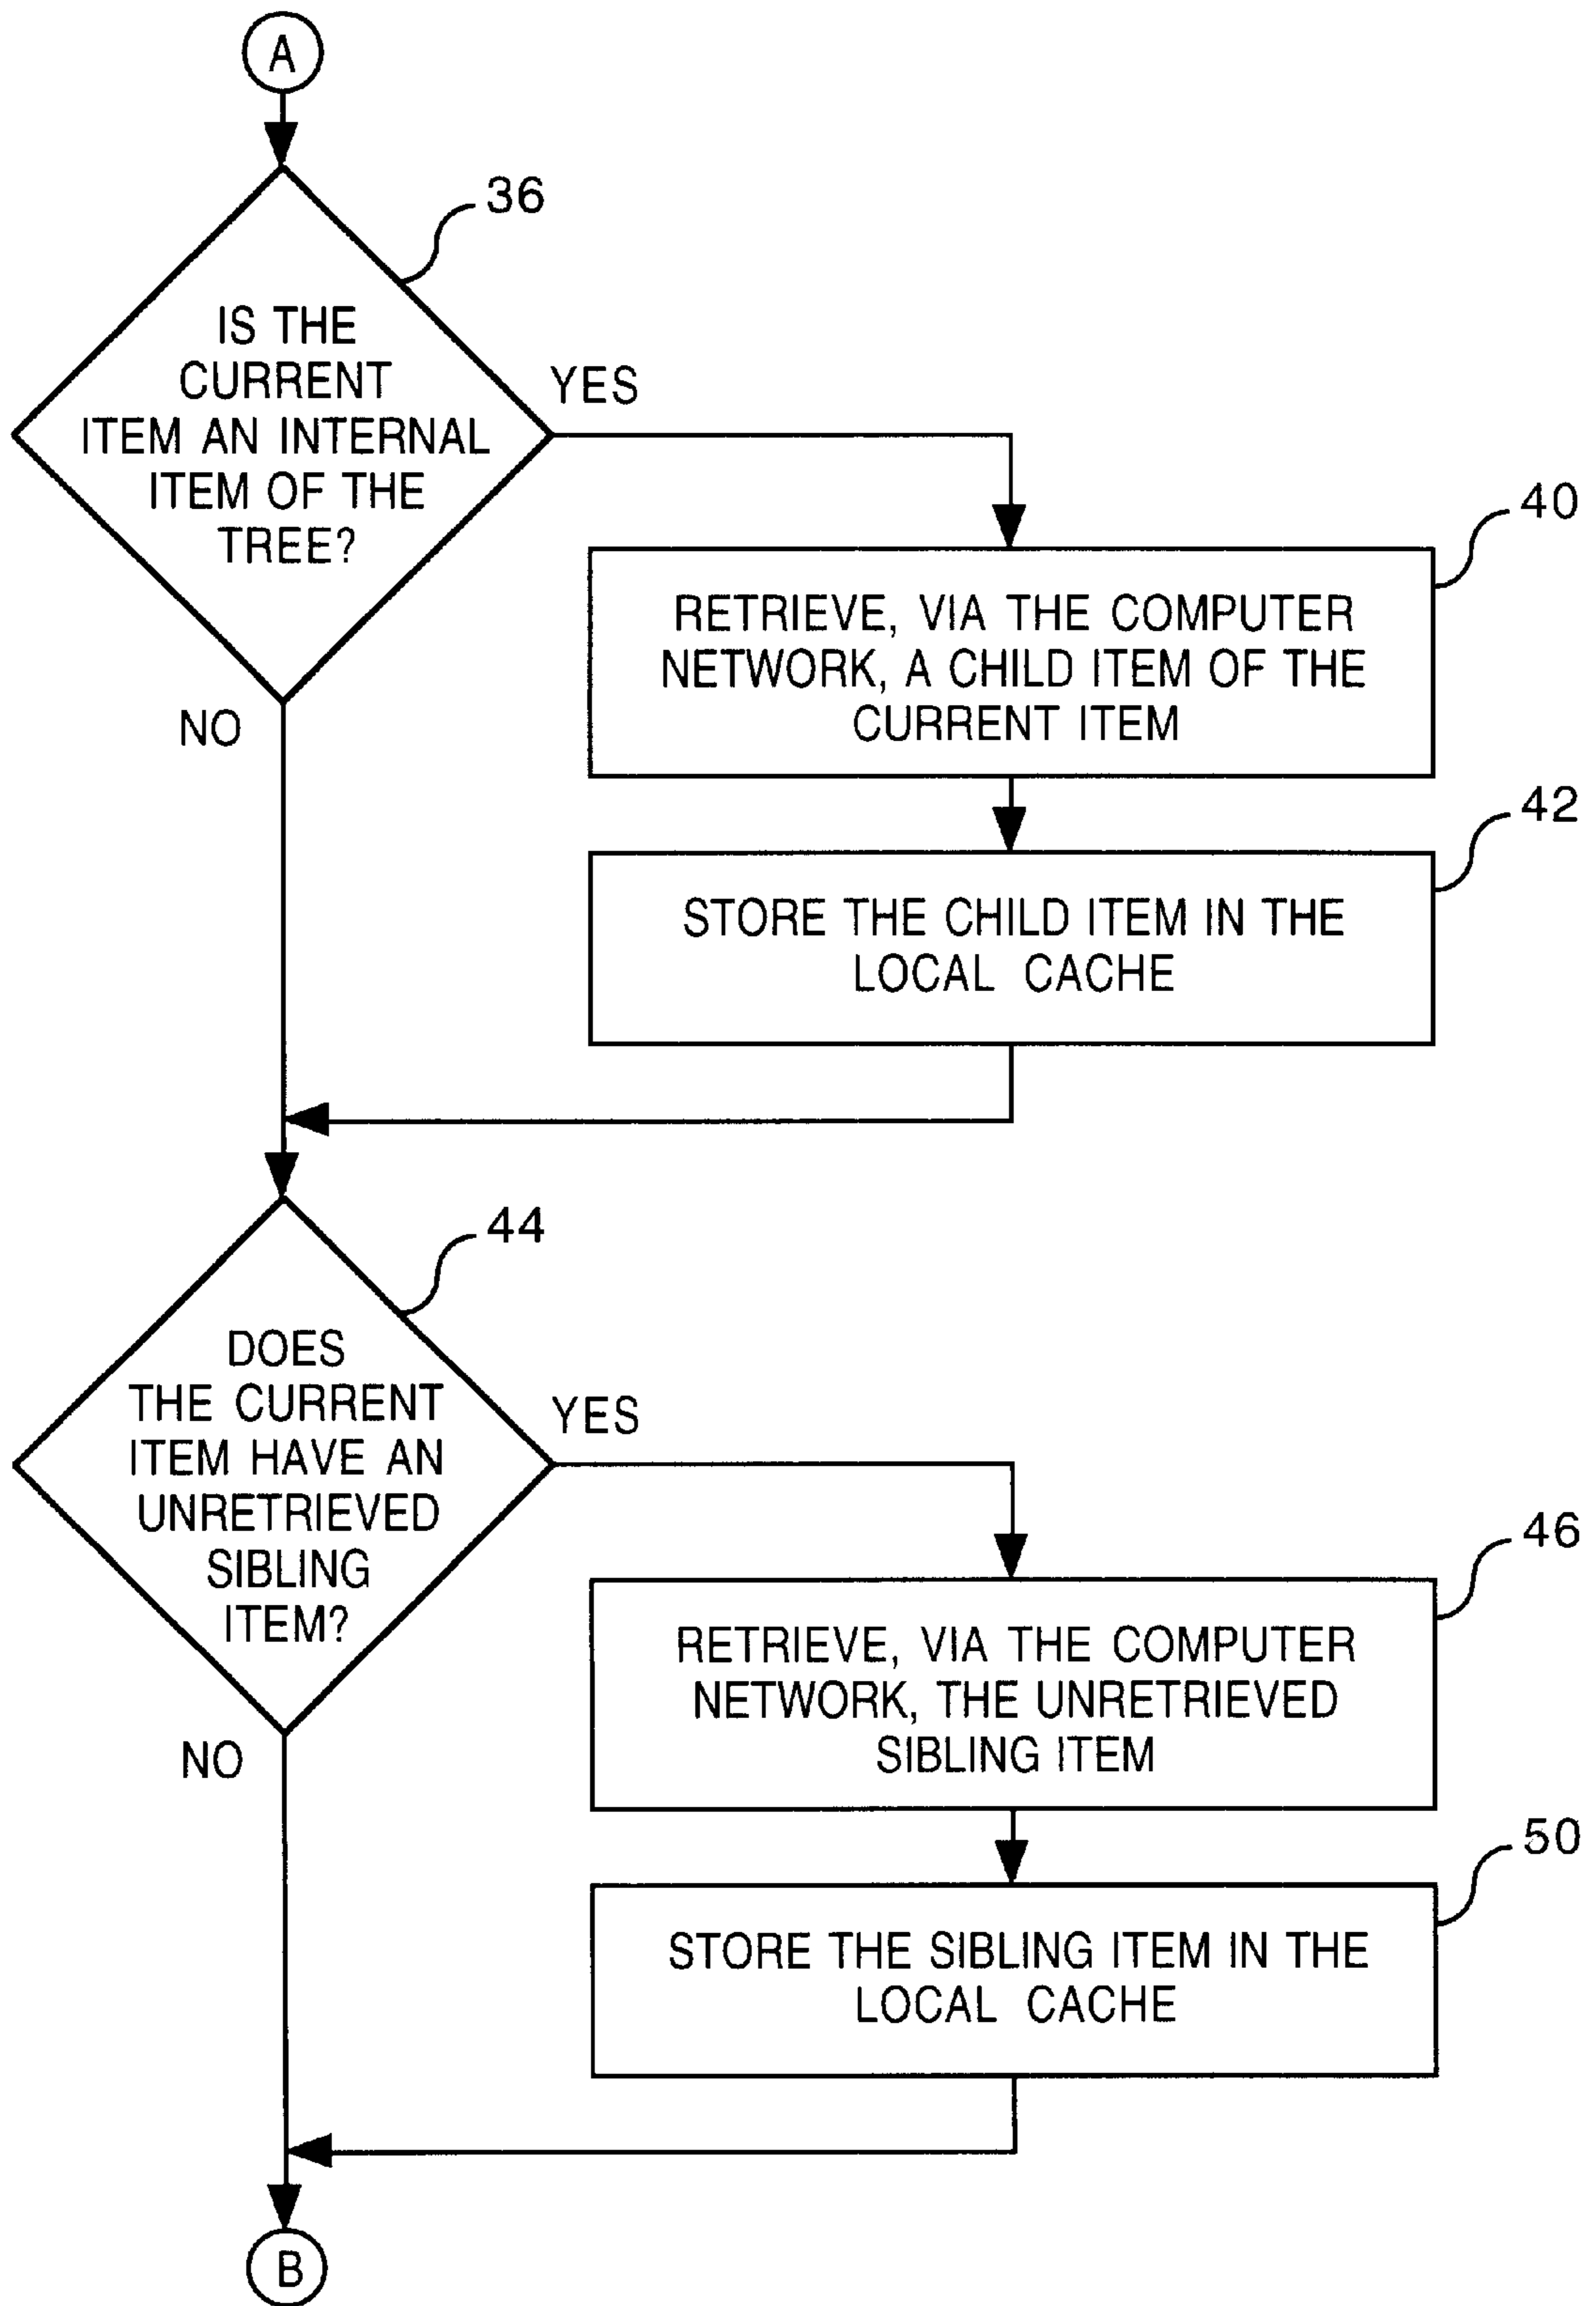 A
36
IS THE
CURRENT
ITEM AN INTERNAL
ITEM OF THE
TREE?
YES
NO
40
RETRIEVE, VIA THE COMPUTER
NETWORK, A CHILD ITEM OF THE
CURRENT ITEM
42
STORE THE CHILD ITEM IN THE
LOCAL CACHE
44
DOES
THE CURRENT
ITEM HAVE AN
UNRETRIEVED
SIBLING
ITEM?
YES
NO
46
RETRIEVE, VIA THE COMPUTER
NETWORK, THE UNRETRIEVED
SIBLING ITEM
50
STORE THE SIBLING ITEM IN THE
LOCAL CACHE
B